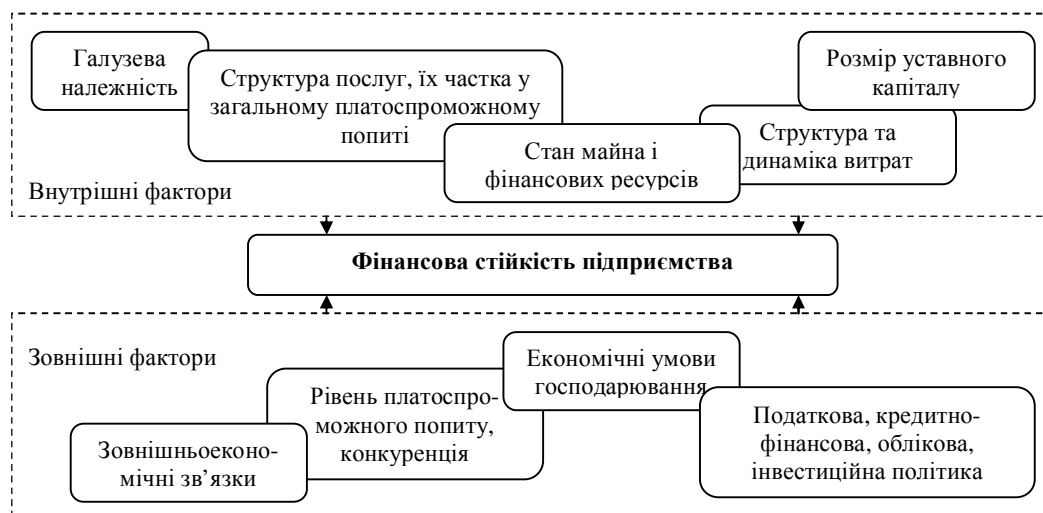 Галузева
належність
Структура послуг, їх частка у
загальному платоспроможному
попиті
Стан майна і
фінансових ресурсів
Структура та
динаміка витрат
Розмір уставного
капіталу
Внутрішні фактори
Фінансова стійкість підприємства
Зовнішні фактори
Зовнішньоеконо-
мічні зв’язки
Рівень платоспро-
можного попиту,
конкуренція
Економічні умови
господарювання
Податкова, кредитно-
фінансова, облікова,
інвестиційна політика